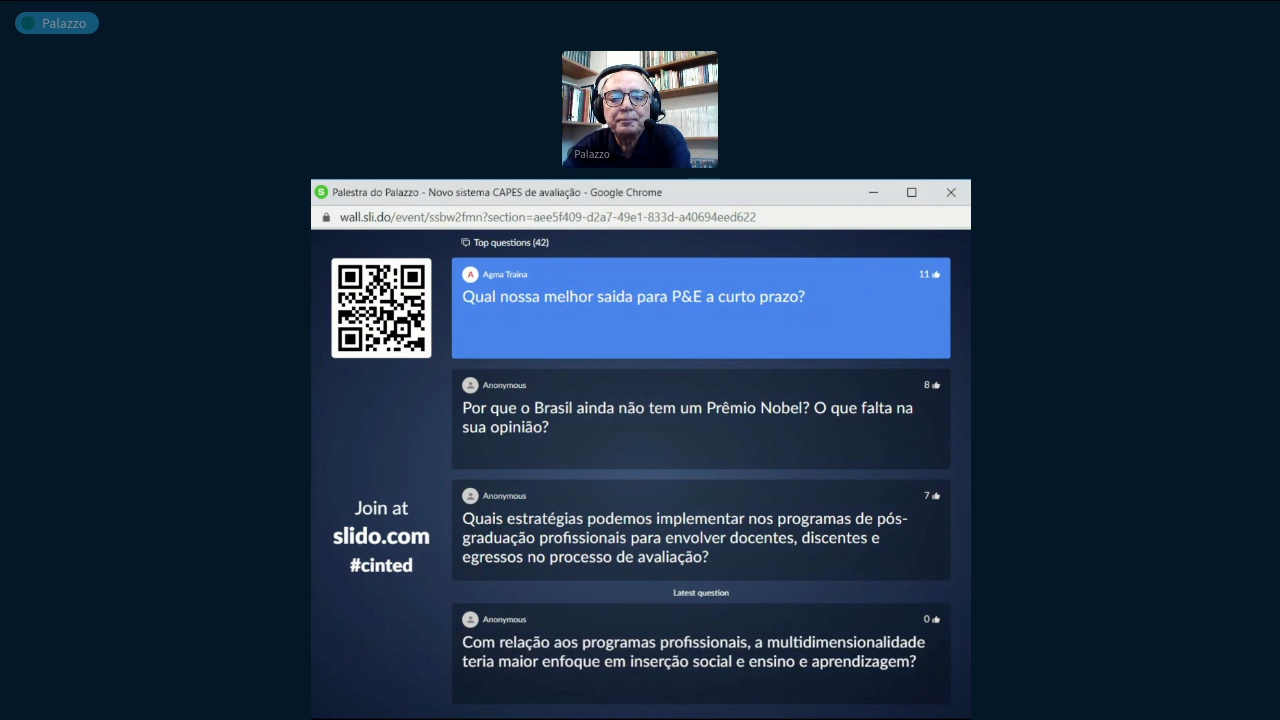 Palazzo
Palazzo
Palestra do Palazzo - Novo sistema CAPES de avaliação - Google Chrome
wall.sli.do/event/ssbw2fmn?section=aee5f409-d2a7-49e1-833d-a40694eed622
Top questions (42)
A Agma Traina 11
Qual nossa melhor saida para P&E a curto prazo?
Anonymous 8
Por que o Brasil ainda não tem um Prêmio Nobel? O que falta na
sua opinião?
Anonymous 7
Quais estratégias podemos implementar nos programas de pós-
graduação profissionais para envolver docentes, discentes e
egressos no processo de avaliação?
Join at
slido.com
#cinted
Latest question
Anonymous 0
Com relação aos programas profissionais, a multidimensionalidade
teria maior enfoque em inserção social e ensino e aprendizagem?